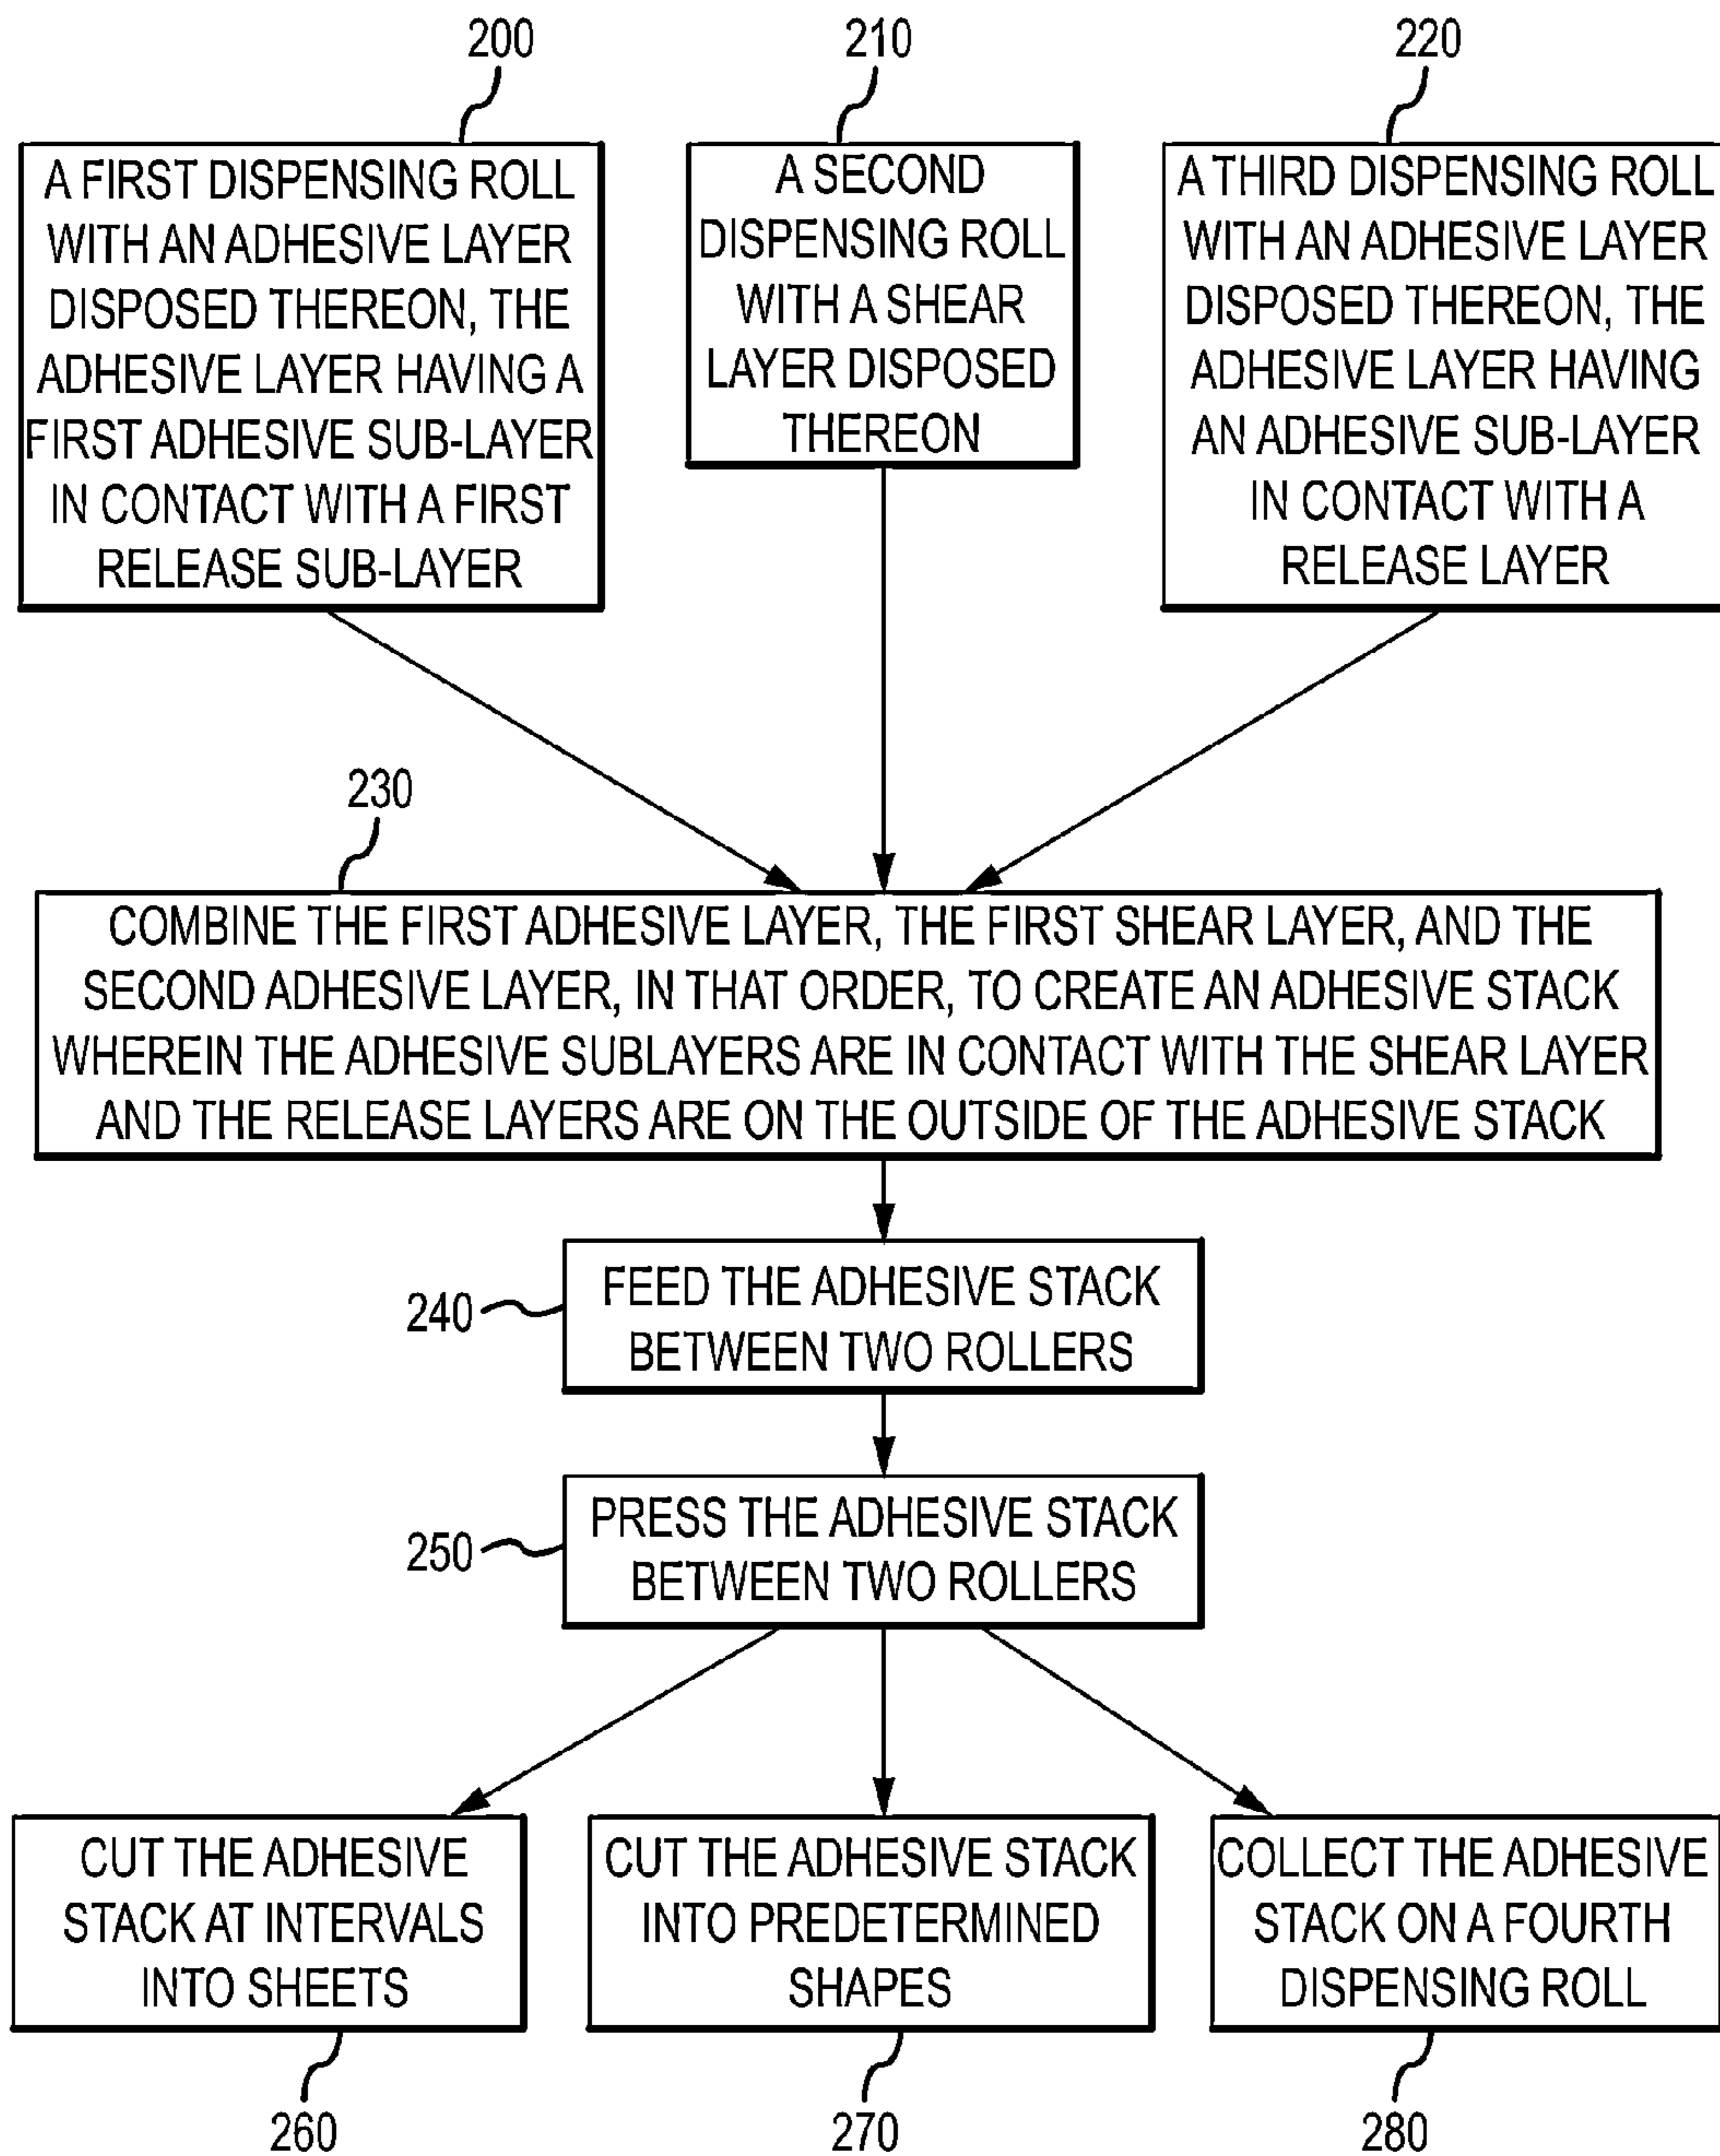 200
210
220
A FIRST DISPENSING ROLL
WITH AN ADHESIVE LAYER
DISPOSED THEREON, THE
ADHESIVE LAYER HAVING A
FIRST ADHESIVE SUB-LAYER
IN CONTACT WITH A FIRST
RELEASE SUB-LAYER
A SECOND
DISPENSING ROLL
WITH A SHEAR
LAYER DISPOSED
THEREON
A THIRD DISPENSING ROLL
WITH AN ADHESIVE LAYER
DISPOSED THEREON, THE
ADHESIVE LAYER HAVING
AN ADHESIVE SUB-LAYER
IN CONTACT WITH A
RELEASE LAYER
230
COMBINE THE FIRST ADHESIVE LAYER, THE FIRST SHEAR LAYER, AND THE
SECOND ADHESIVE LAYER, IN THAT ORDER, TO CREATE AN ADHESIVE STACK
WHEREIN THE ADHESIVE SUBLAYERS ARE IN CONTACT WITH THE SHEAR LAYER
AND THE RELEASE LAYERS ARE ON THE OUTSIDE OF THE ADHESIVE STACK
240
FEED THE ADHESIVE STACK
BETWEEN TWO ROLLERS
250
PRESS THE ADHESIVE STACK
BETWEEN TWO ROLLERS
CUT THE ADHESIVE
STACK AT INTERVALS
INTO SHEETS
CUT THE ADHESIVE STACK
INTO PREDETERMINED
SHAPES
COLLECT THE ADHESIVE
STACK ON A FOURTH
DISPENSING ROLL
260
270
280